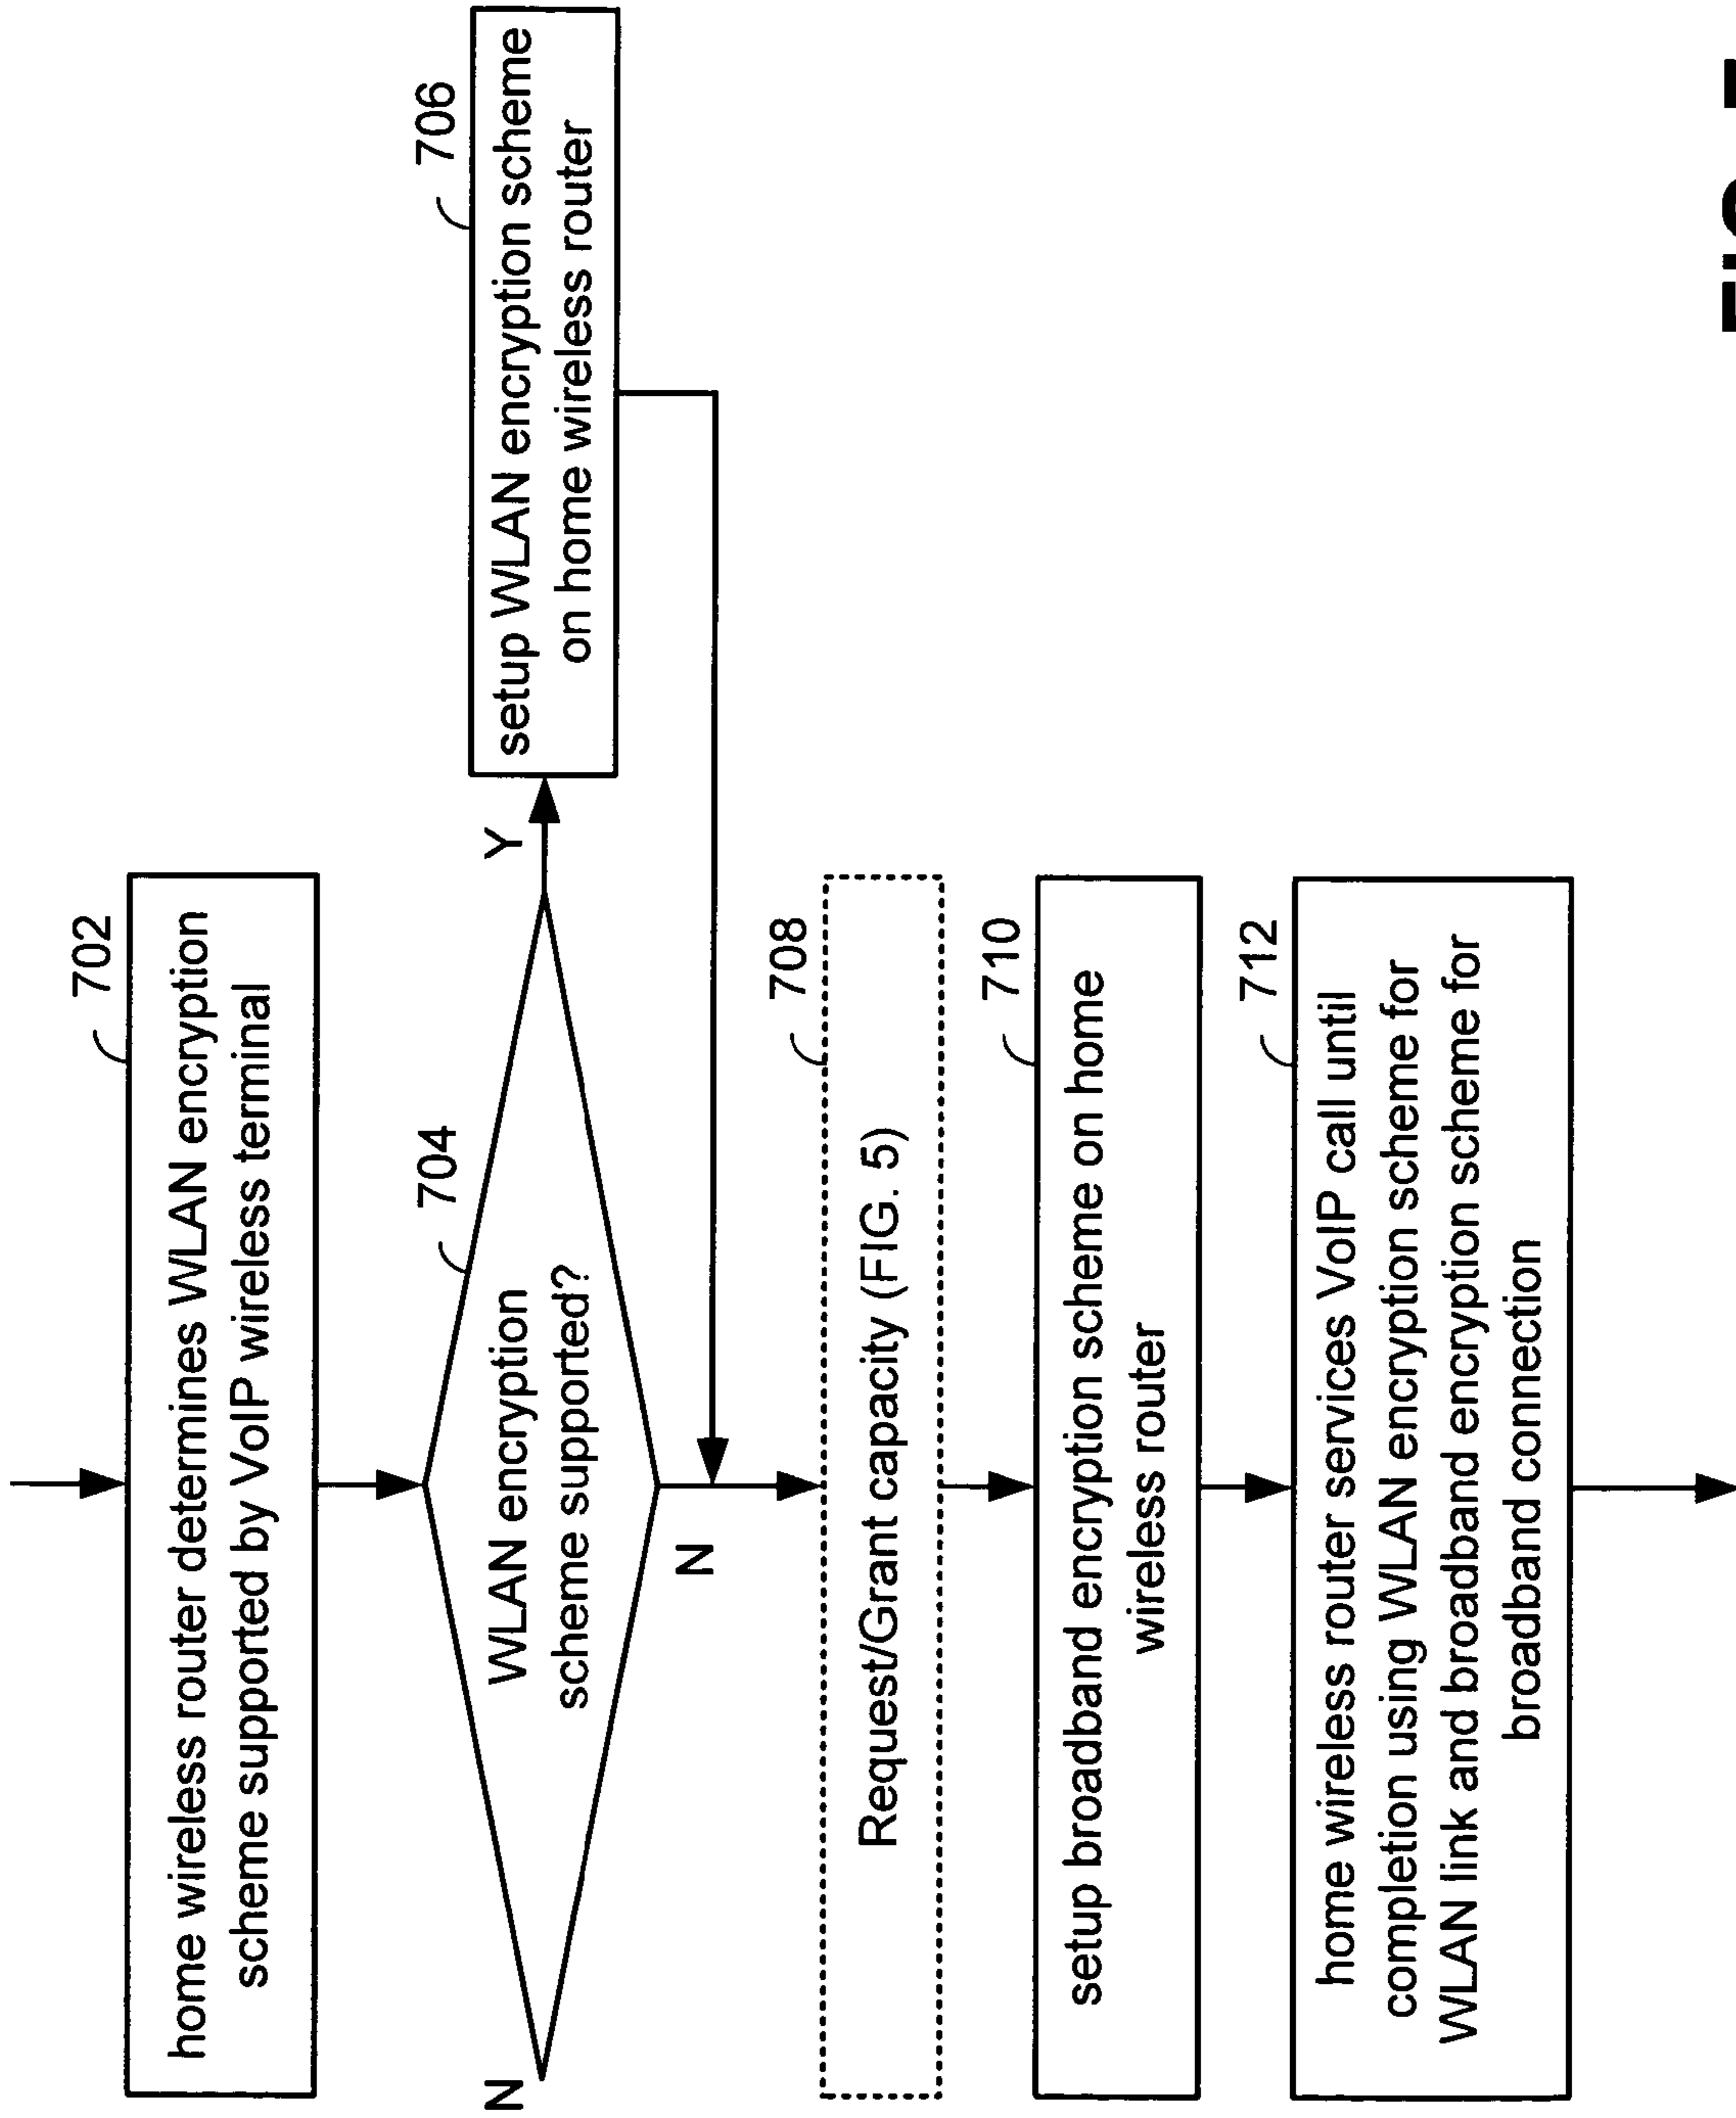 702
home wireless router determines WLAN encryption
scheme supported by VoIP wireless terminal
704
WLAN encryption
scheme supported?
N
Y
N
706
setup WLAN encryption scheme
on home wireless router
708
Request/Grant capacity (FIG. 5)
710
setup broadband encryption scheme on home
wireless router
712
home wireless router services VoIP call until
completion using WLAN encryption scheme for
WLAN link and broadband encryption scheme for
broadband connection